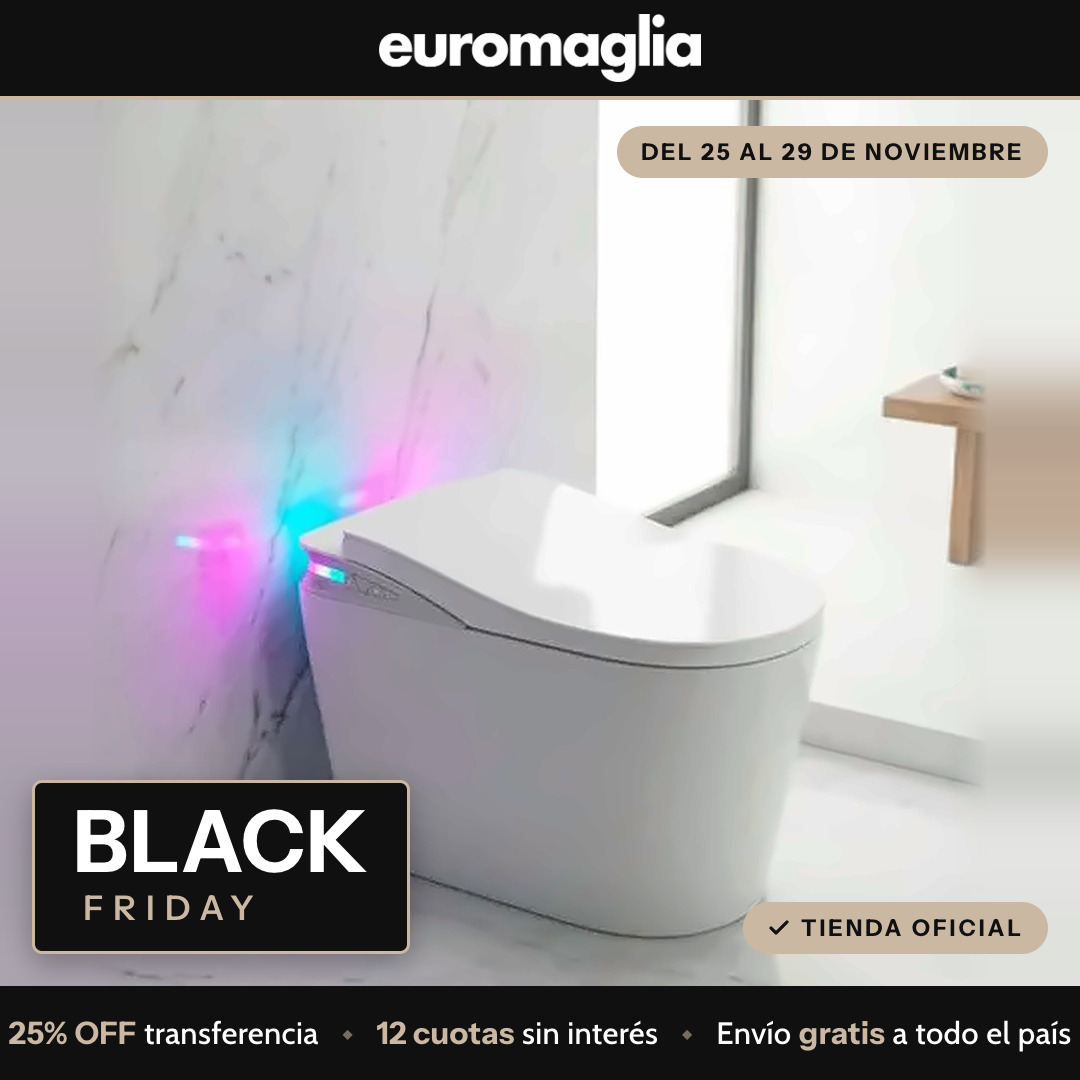 euromaglia
DEL 25 AL 29 DE NOVIEMBRE
BLACK
FRIDAY
✓ TIENDA OFICIAL
25% OFF transferencia ◆ 12 cuotas sin interés ◆ Envío gratis a todo el país